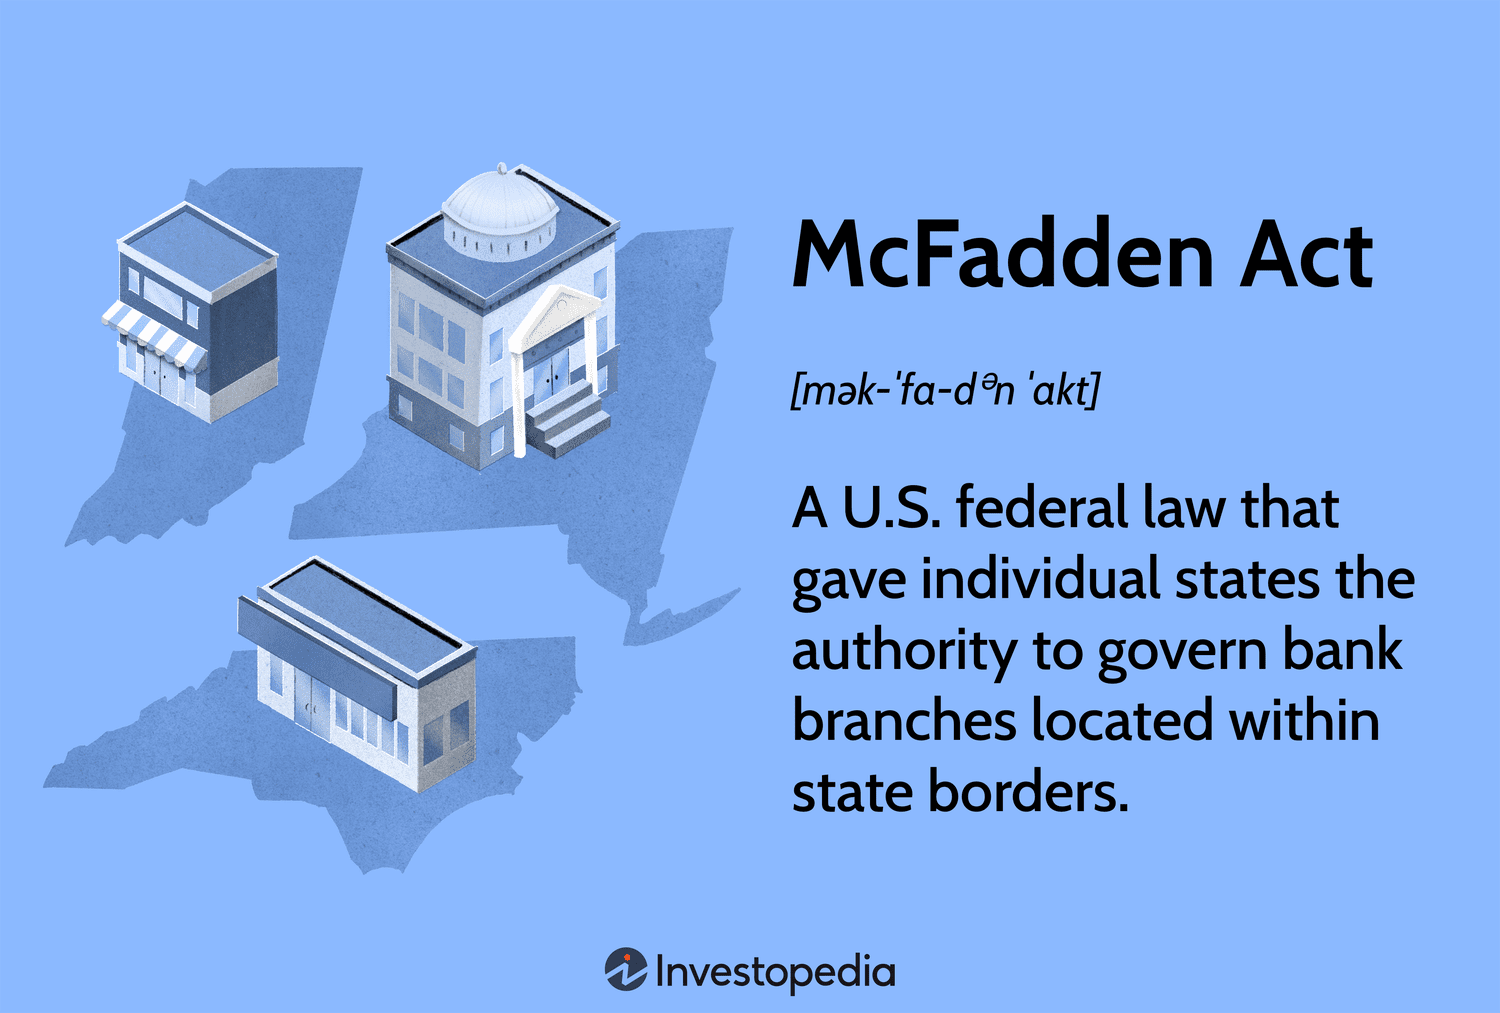 McFadden Act
[mək-ˈfa-dᵊn ˈakt]
A U.S. federal law that
gave individual states the
authority to govern bank
branches located within
state borders.
Investopedia